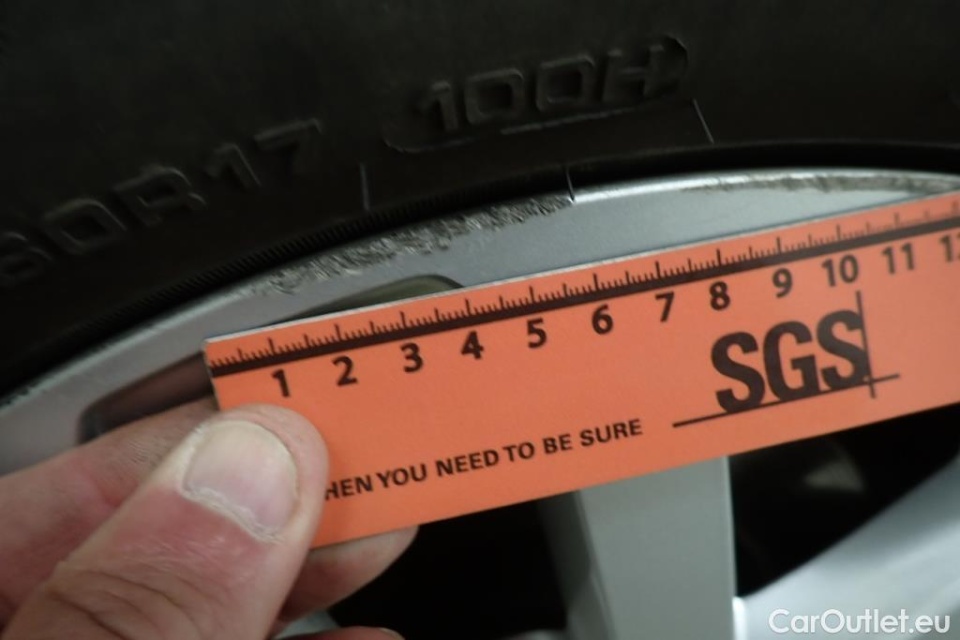 60R17 100H
1 2 3 4 5 6 7 8 9 10 11
SGS
HEN YOU NEED TO BE SURE
CarOutlet.eu